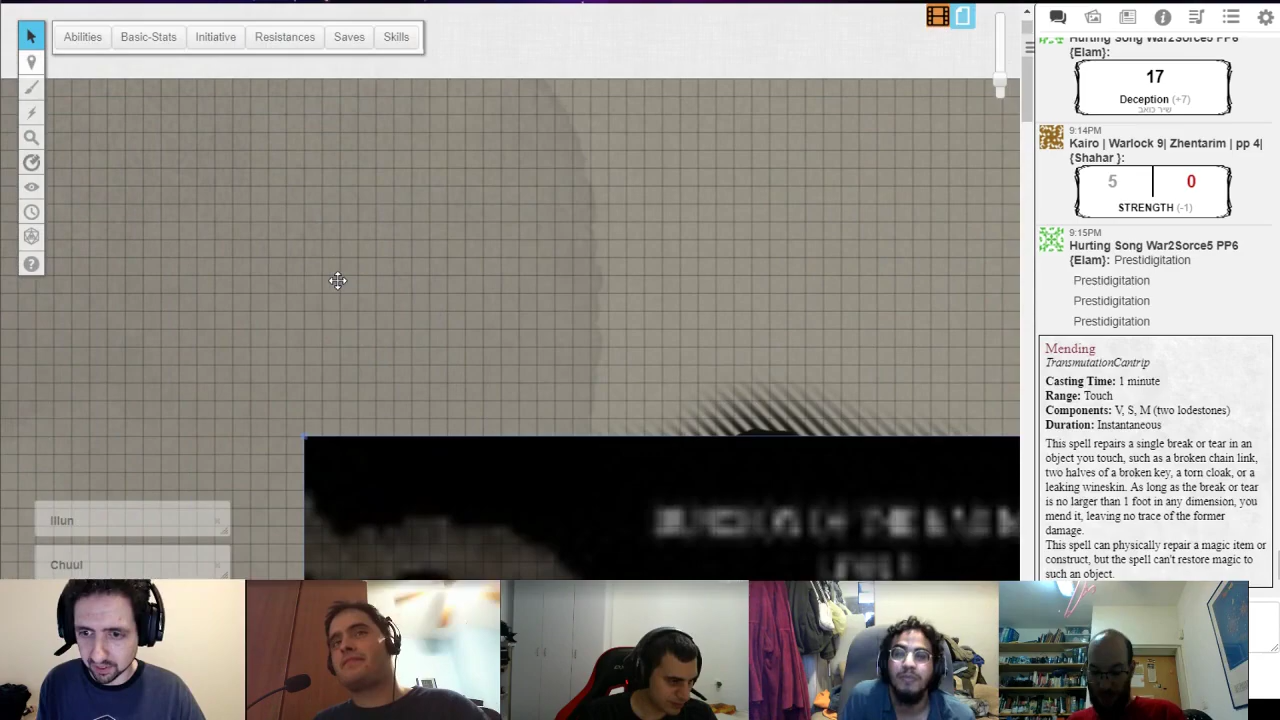 Abilities Basic-Stats Initiative Resistances Saves Skills
Illun
Chuul
Hurting Song War2Sorce5 PP6
{Elam}:
17
Deception (+7)
שיר כואב
9:14PM
Kairo | Warlock 9| Zhentarim | pp 4|
{Shahar }:
5 0
STRENGTH (-1)
9:15PM
Hurting Song War2Sorce5 PP6
{Elam}: Prestidigitation
Prestidigitation
Prestidigitation
Prestidigitation
Mending
TransmutationCantrip
Casting Time: 1 minute
Range: Touch
Components: V, S, M (two lodestones)
Duration: Instantaneous
This spell repairs a single break or tear in an
object you touch, such as a broken chain link,
two halves of a broken key, a torn cloak, or a
leaking wineskin. As long as the break or tear
is no larger than 1 foot in any dimension, you
mend it, leaving no trace of the former
damage.
This spell can physically repair a magic item or
construct, but the spell can't restore magic to
such an object.